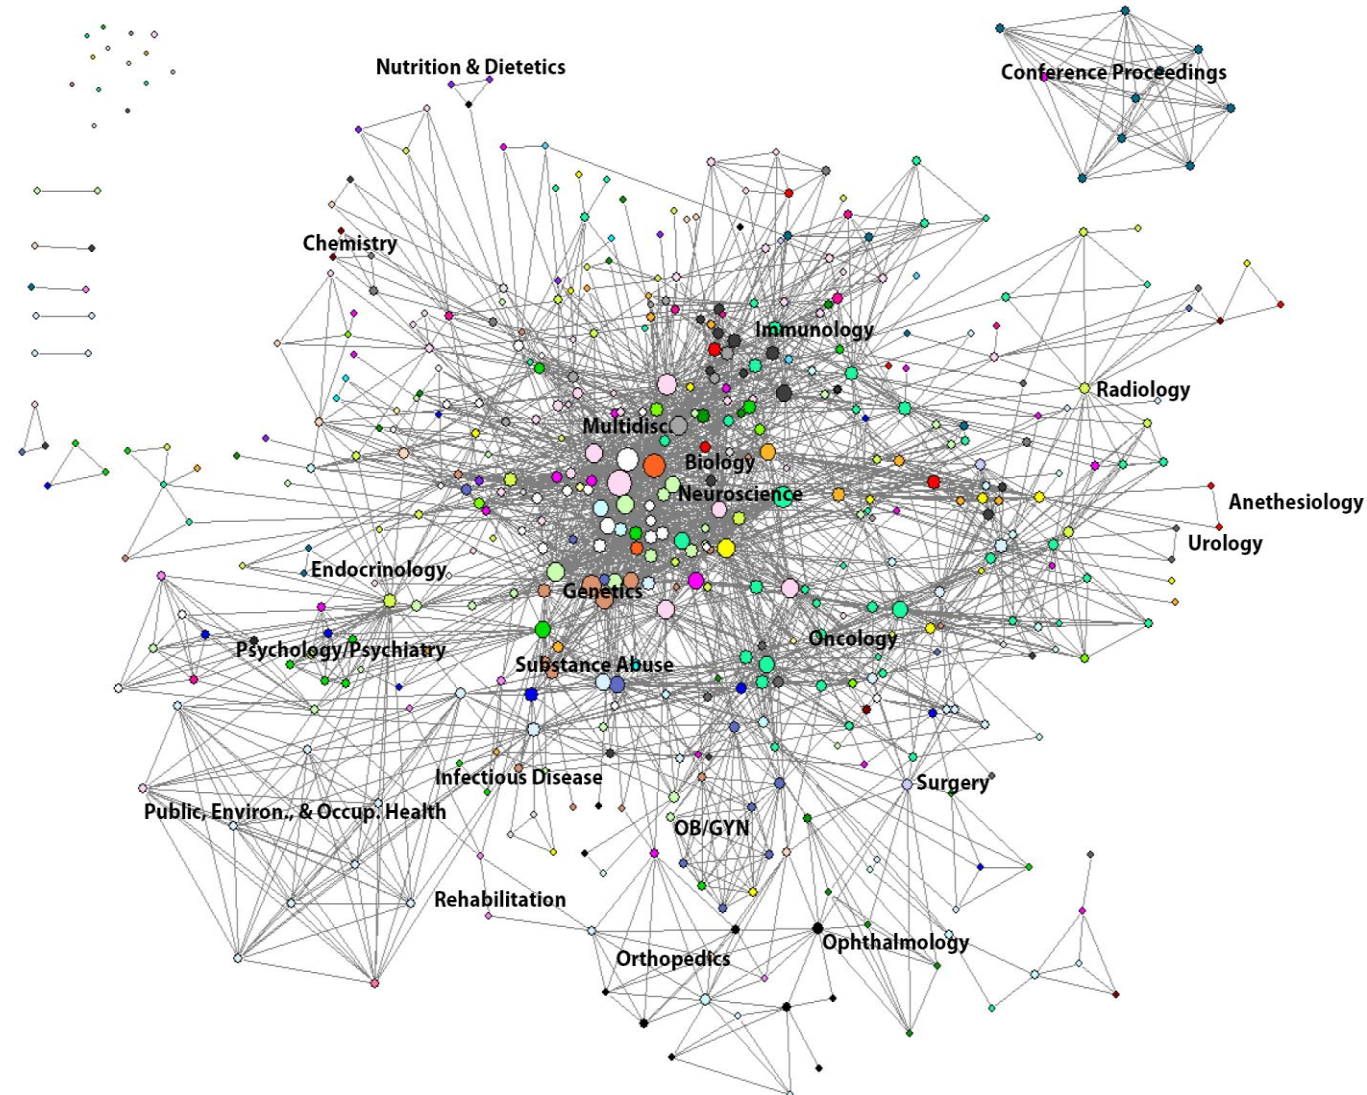 Nutrition & Dietetics
Conference Proceedings
Chemistry
Immunology
Radiology
Multidisc.
Biology
Neuroscience
Anethesiology
Urology
Endocrinology
Genetics
Psychology/Psychiatry
Oncology
Substance Abuse
Infectious Disease
Surgery
Public, Environ., & Occup. Health
OB/GYN
Rehabilitation
Ophthalmology
Orthopedics